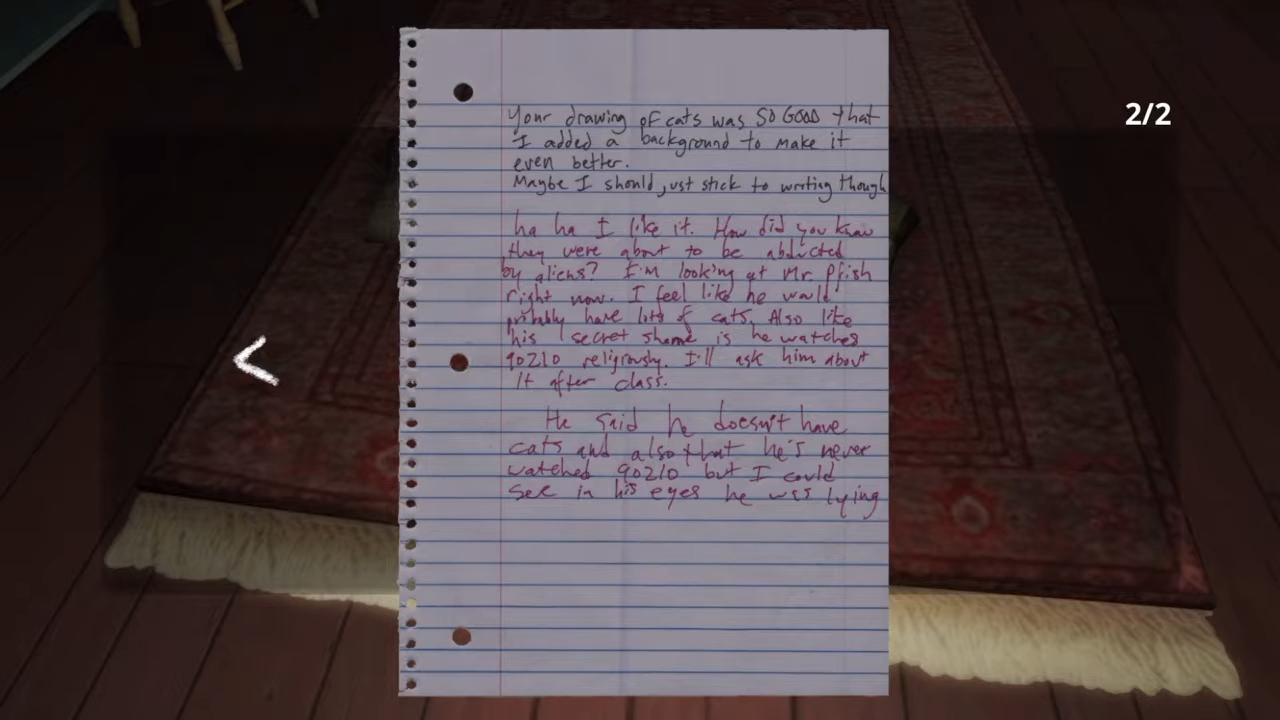 2/2
Your drawing of cats was SO GOOD that
I added a background to make it
even better.
Maybe I should just stick to writing though
ha ha I like it. How did you know
they were about to be abducted
by aliens? I'm looking at Mr. Pfish
right now. I feel like he would
probably have lots of cats. Also like
his secret shame is he watches
90210 religiously. I'll ask him about
it after class.
He said he doesn't have
cats and also that he's never
watched 90210 but I could
see in his eyes he was lying